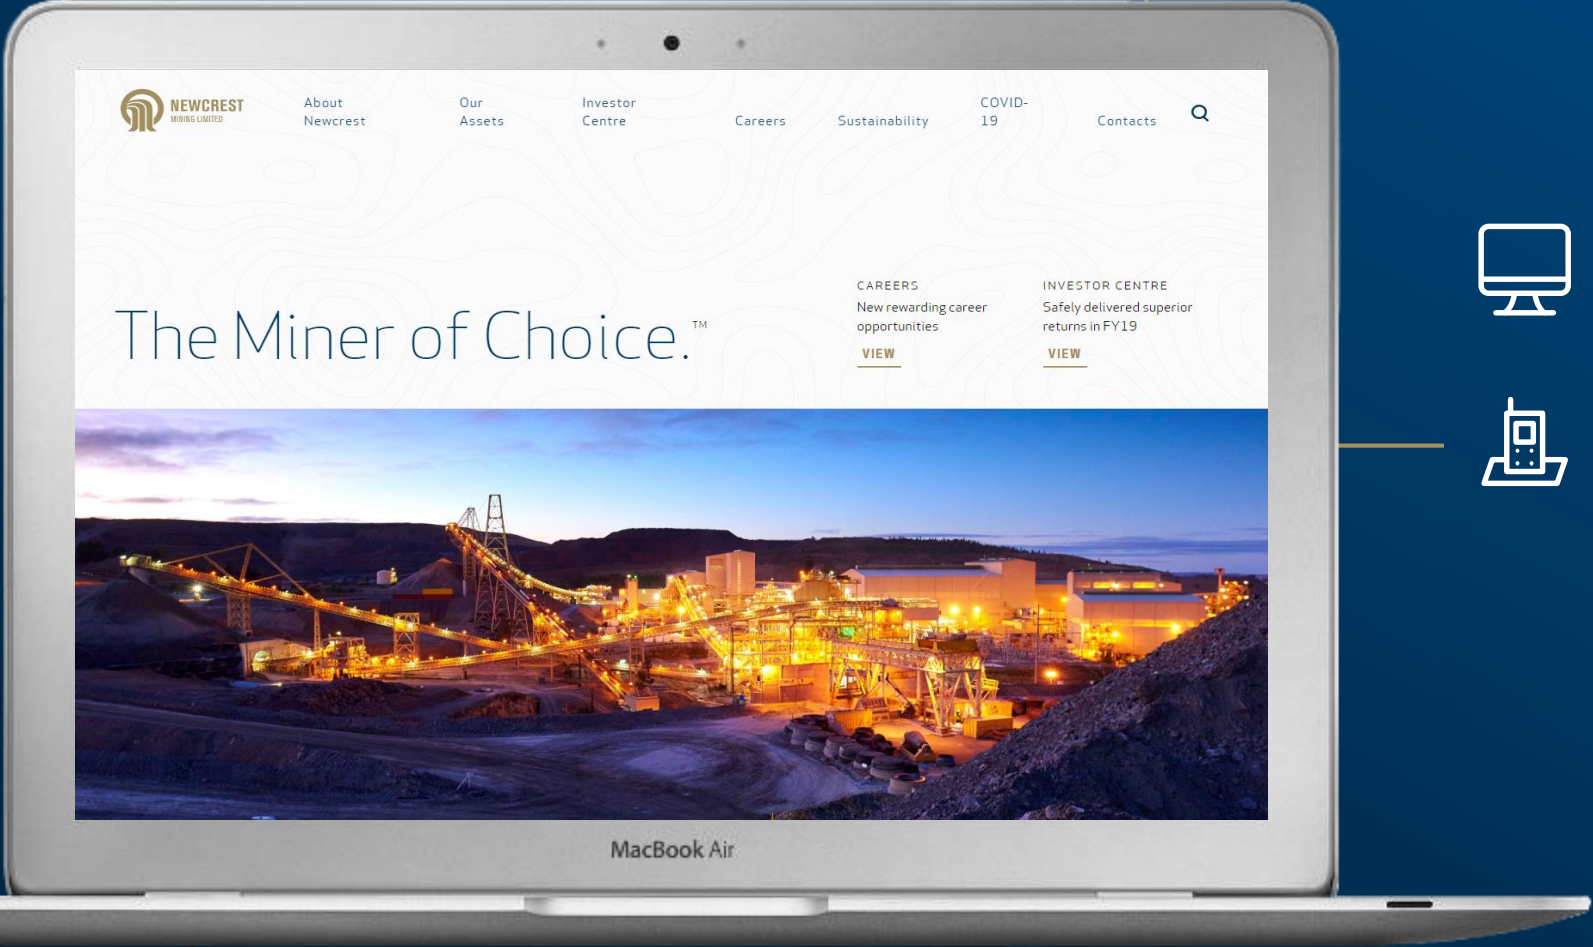 NEWCREST
MINING LIMITED
About
Newcrest
Our
Assets
Investor
Centre
Careers
Sustainability
COVID-
19
Contacts
The Miner of Choice.™
CAREERS
New rewarding career
opportunities
VIEW
INVESTOR CENTRE
Safely delivered superior
returns in FY19
VIEW
MacBook Air